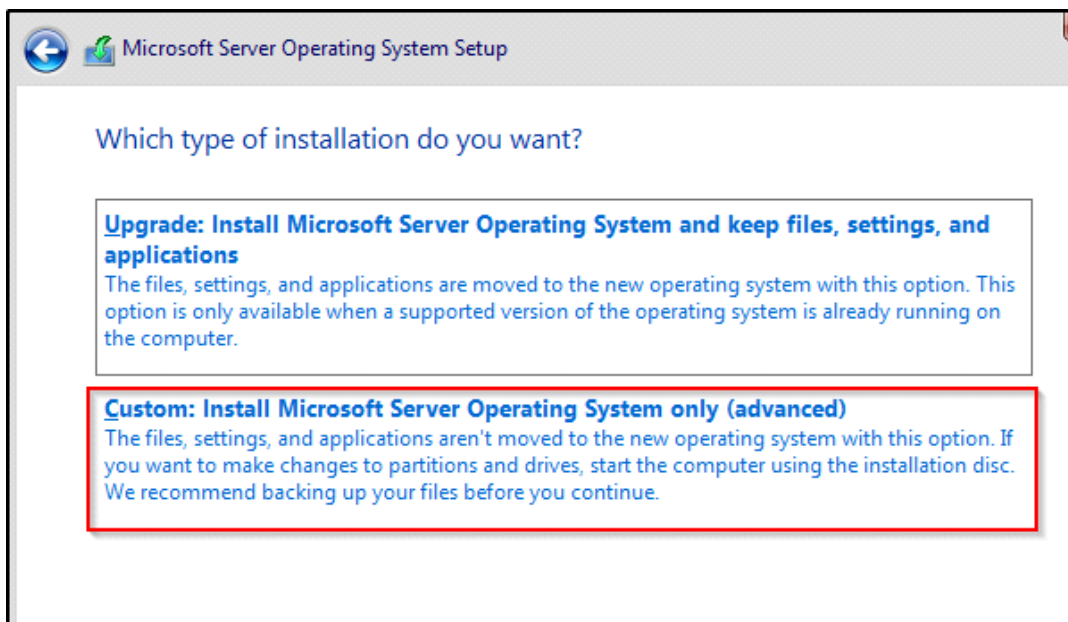 Microsoft Server Operating System Setup
Which type of installation do you want?
Upgrade: Install Microsoft Server Operating System and keep files, settings, and
applications
The files, settings, and applications are moved to the new operating system with this option. This
option is only available when a supported version of the operating system is already running on
the computer.
Custom: Install Microsoft Server Operating System only (advanced)
The files, settings, and applications aren't moved to the new operating system with this option. If
you want to make changes to partitions and drives, start the computer using the installation disc.
We recommend backing up your files before you continue.